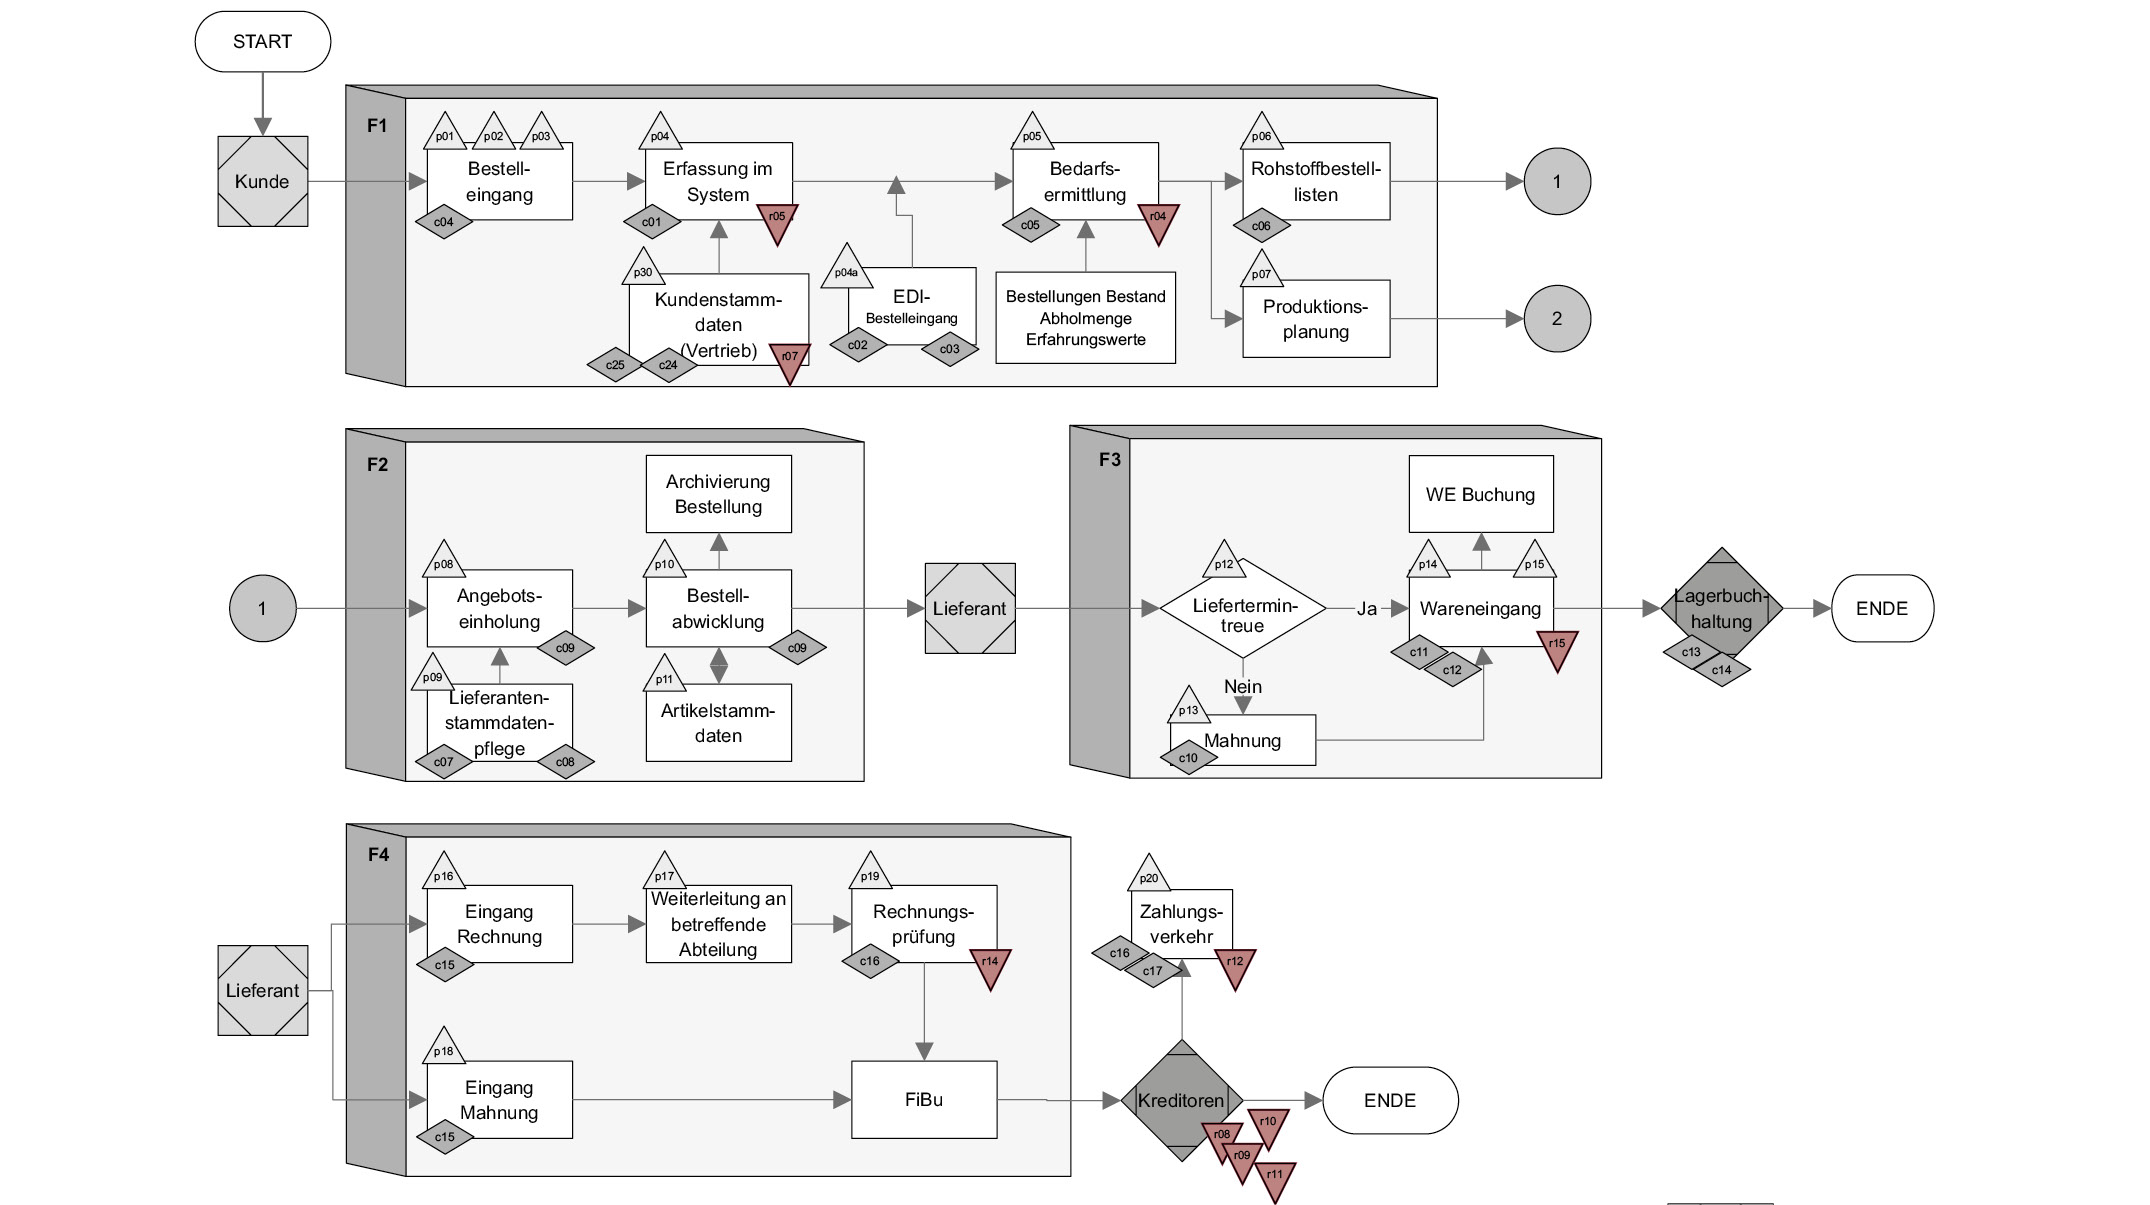 START
F1
p01
p02
p03
p04
p05
p06
Kunde
Bestell-
eingang
Erfassung im
System
Bedarfs-
ermittlung
Rohstoffbestell-
listen
1
c04
c01
r05
c05
r04
c06
p30
p04a
p07
Kundenstamm-
daten
(Vertrieb)
EDI-
Bestelleingang
Bestellungen Bestand
Abholmenge
Erfahrungswerte
Produktions-
planung
2
c25
c24
r07
c02
c03
F2
Archivierung
Bestellung
p08
p10
1
Angebots-
einholung
Bestell-
abwicklung
Lieferant
c09
c09
p09
p11
Lieferanten-
stammdaten-
pflege
Artikelstamm-
daten
c07
c08
F3
WE Buchung
p12
p14
p15
Liefertermin-
treue
Ja
Wareneingang
Lagerbuch-
haltung
ENDE
c11
c12
r15
c13
c14
Nein
p13
Mahnung
c10
F4
p16
p17
p19
p20
Eingang
Rechnung
Weiterleitung an
betreffende
Abteilung
Rechnungs-
prüfung
Zahlungs-
verkehr
c15
c16
r14
c16
c17
r12
Lieferant
p18
Eingang
Mahnung
FiBu
Kreditoren
ENDE
c15
r08
r10
r09
r11